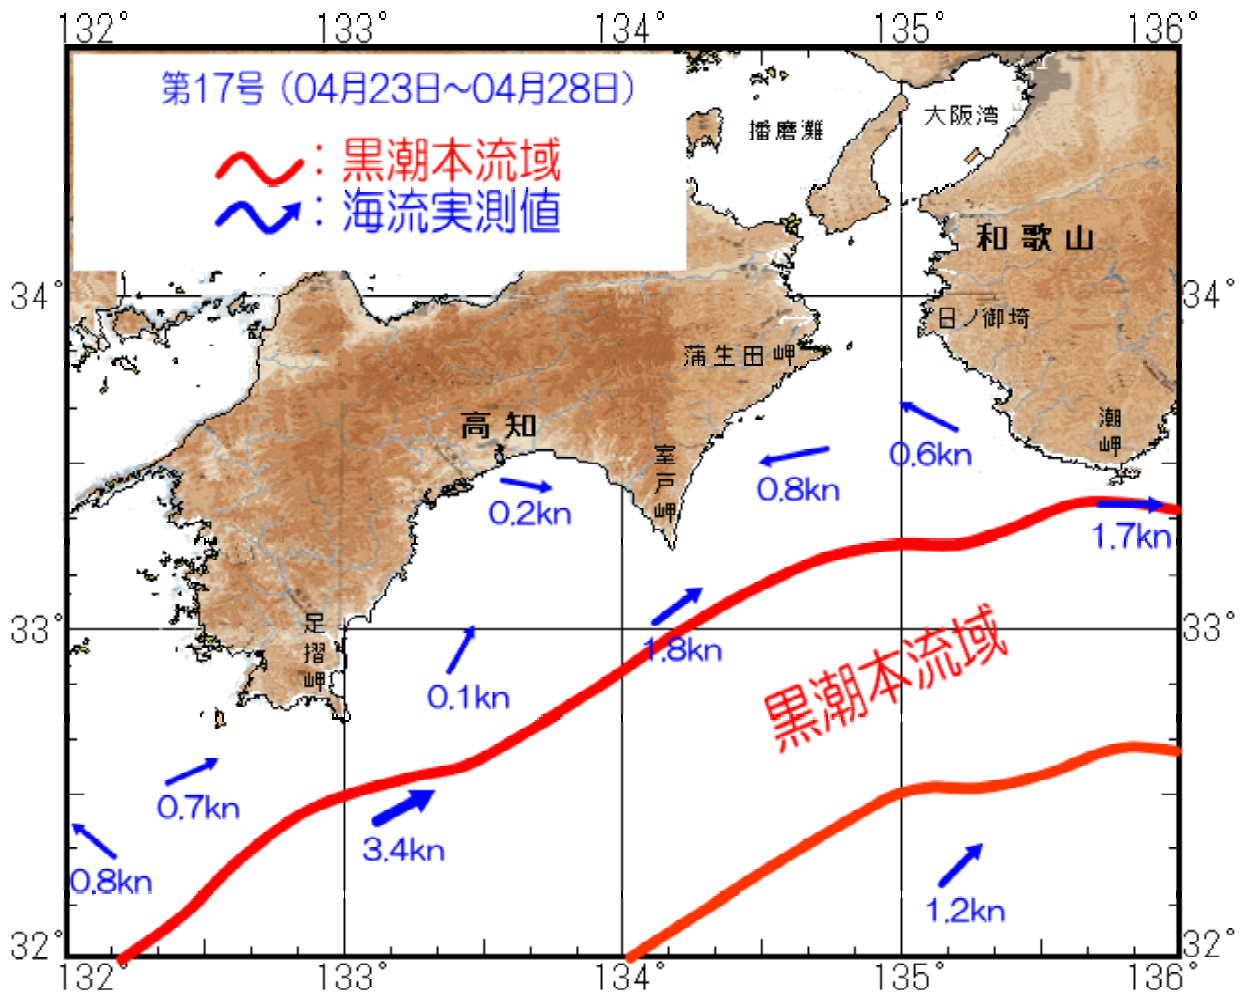 132° 133° 134° 135° 136°
第17号（04月23日～04月28日）
：黒潮本流域
：海流実測値
播磨灘
大阪湾
和歌山
34° 34°
日ノ御埼
蒲生田岬
高知
潮岬
室戸岬
0.6kn
0.8kn
0.2kn
1.7kn
足摺岬
33° 33°
1.8kn
黒潮本流域
0.1kn
0.7kn
3.4kn
0.8kn
1.2kn
32° 32°
132° 133° 134° 135° 136°